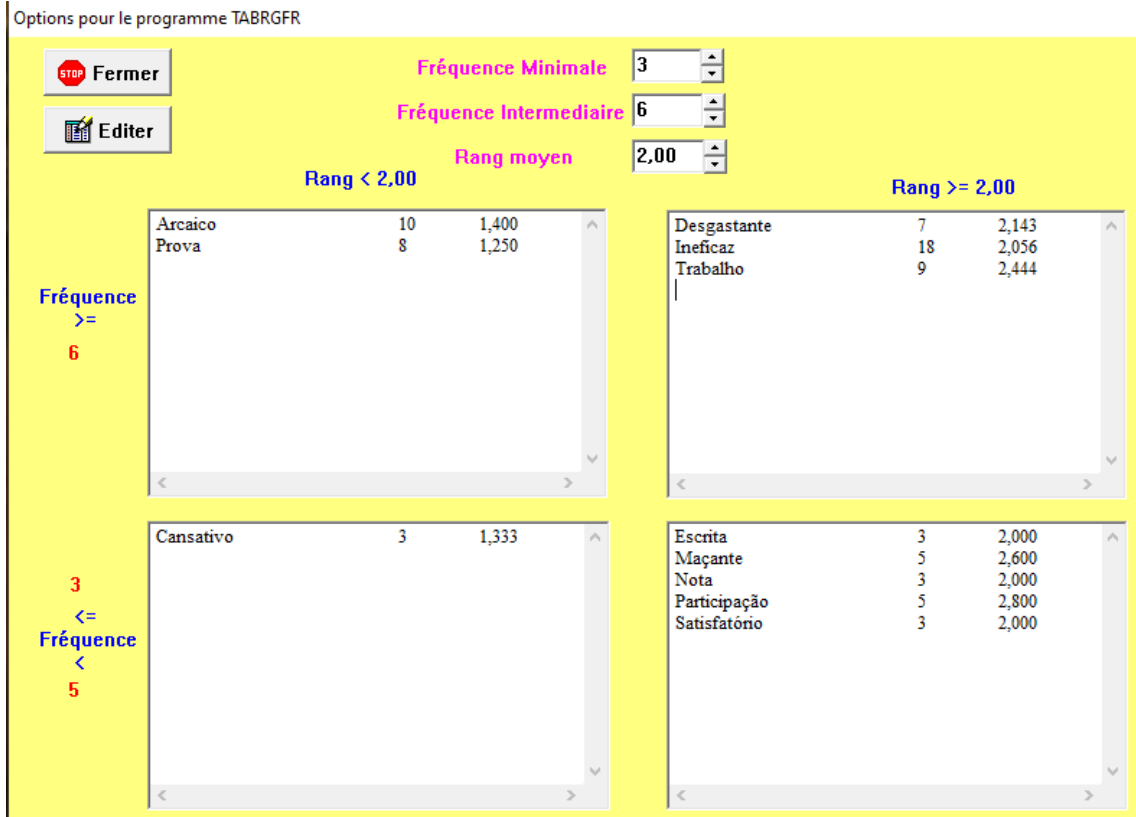 Options pour le programme TABRGFR
STOP Fermer
Fréquence Minimale 3
Editer
Fréquence Intermediaire 6
Rang moyen 2,00
Rang < 2,00
Rang >= 2,00
Fréquence
>=
6
Arcaico 10 1,400
Prova 8 1,250
Desgastante 7 2,143
Ineficaz 18 2,056
Trabalho 9 2,444
3
<=
Fréquence
<
5
Cansativo 3 1,333
Escrita 3 2,000
Maçante 5 2,600
Nota 3 2,000
Participação 5 2,800
Satisfatório 3 2,000